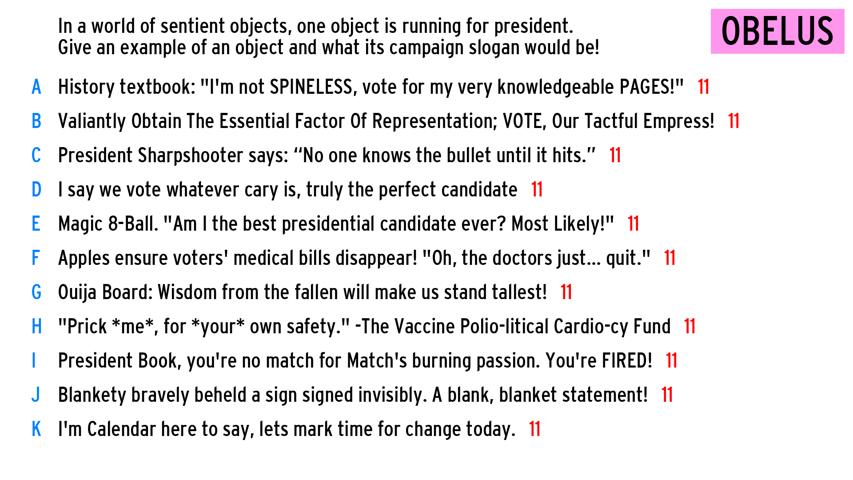 In a world of sentient objects, one object is running for president.
Give an example of an object and what its campaign slogan would be!
OBELUS
A History textbook: "I'm not SPINELESS, vote for my very knowledgeable PAGES!" 11
B Valiantly Obtain The Essential Factor Of Representation; VOTE, Our Tactful Empress! 11
C President Sharpshooter says: “No one knows the bullet until it hits.” 11
D I say we vote whatever cary is, truly the perfect candidate 11
E Magic 8-Ball. "Am I the best presidential candidate ever? Most Likely!" 11
F Apples ensure voters' medical bills disappear! "Oh, the doctors just... quit." 11
G Ouija Board: Wisdom from the fallen will make us stand tallest! 11
H "Prick *me*, for *your* own safety." -The Vaccine Polio-litical Cardio-cy Fund 11
I President Book, you're no match for Match's burning passion. You're FIRED! 11
J Blankety bravely beheld a sign signed invisibly. A blank, blanket statement! 11
K I'm Calendar here to say, lets mark time for change today. 11